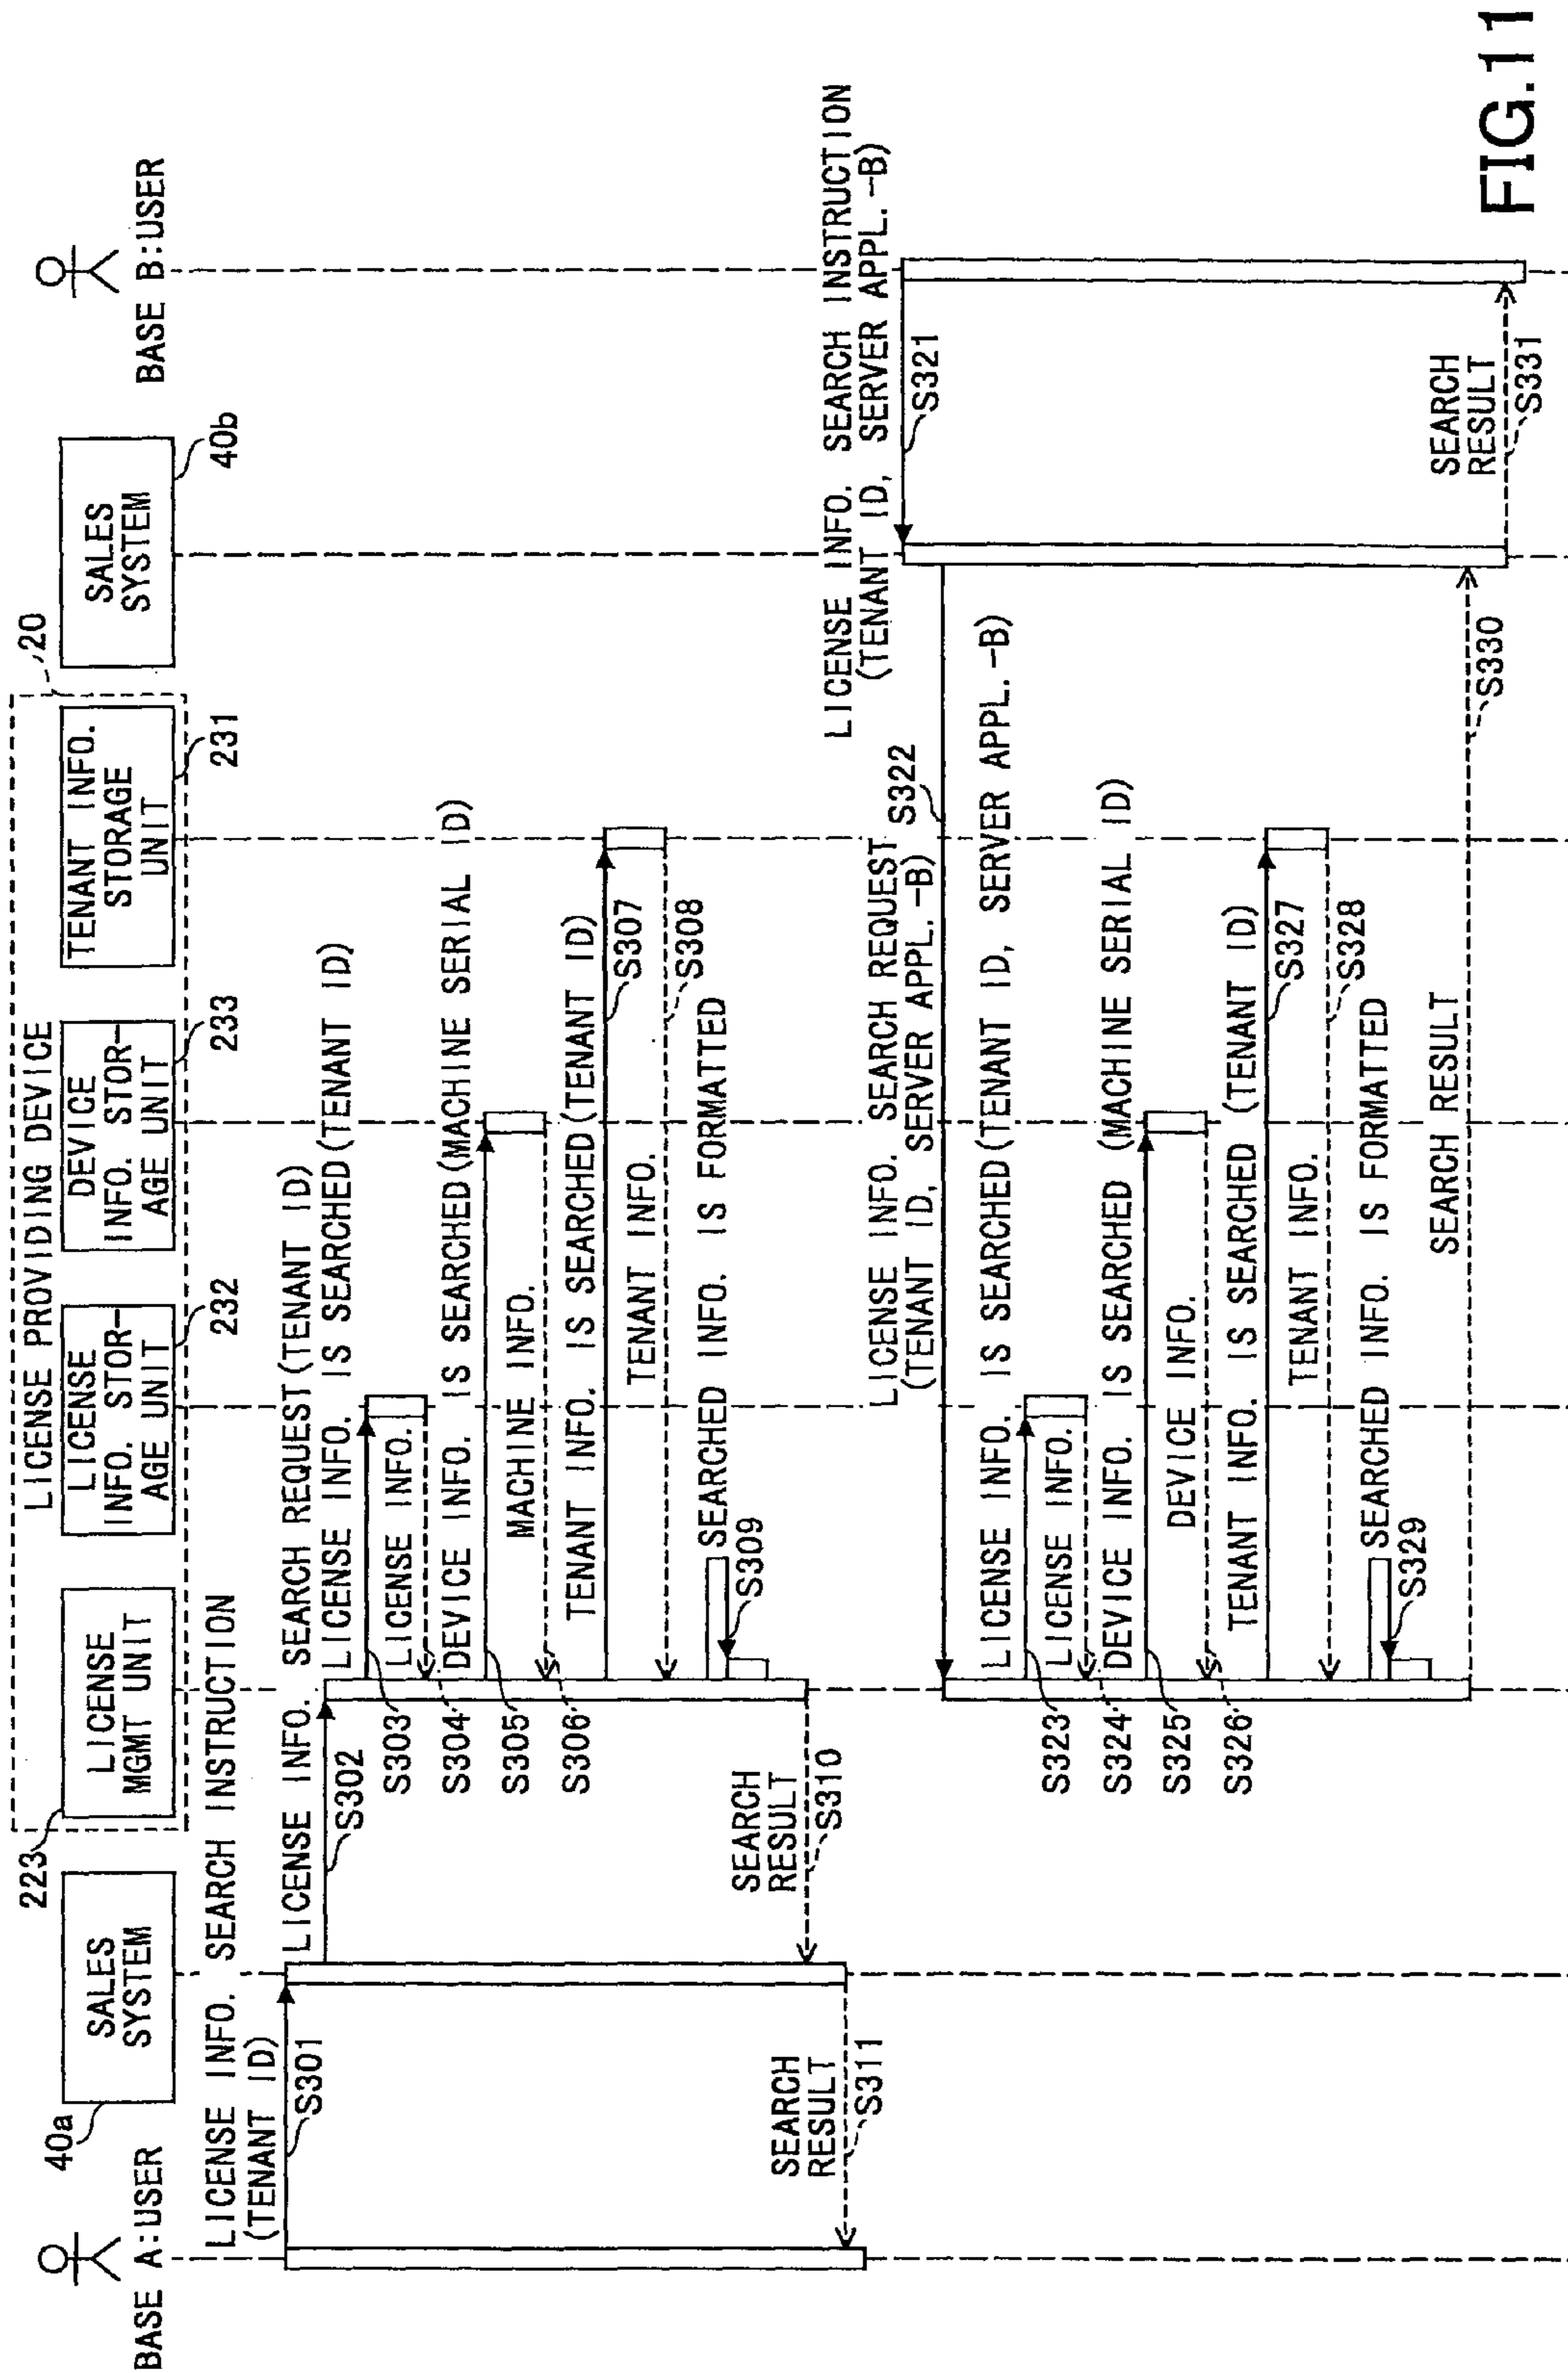 LICENSE PROVIDING DEVICE
20
BASE A:USER
40a
SALES
SYSTEM
223
LICENSE
MGMT UNIT
LICENSE
INFO. STOR-
AGE UNIT
232
DEVICE
INFO. STOR-
AGE UNIT
233
TENANT INFO.
STORAGE
UNIT
231
SALES
SYSTEM
40b
BASE B:USER
LICENSE INFO. SEARCH INSTRUCTION
(TENANT ID)
S301
LICENSE INFO. SEARCH REQUEST(TENANT ID)
S302
LICENSE INFO. IS SEARCHED(TENANT ID)
S303
LICENSE INFO.
S304
DEVICE INFO. IS SEARCHED(MACHINE SERIAL ID)
S305
MACHINE INFO.
S306
TENANT INFO. IS SEARCHED(TENANT ID)
S307
TENANT INFO.
S308
SEARCHED INFO. IS FORMATTED
S309
SEARCH
RESULT
S310
SEARCH
RESULT
S311
LICENSE INFO. SEARCH INSTRUCTION
(TENANT ID, SERVER APPL.-B)
S321
LICENSE INFO. SEARCH REQUEST
(TENANT ID, SERVER APPL.-B)
S322
LICENSE INFO. IS SEARCHED(TENANT ID, SERVER APPL.-B)
S323
LICENSE INFO.
S324
DEVICE INFO. IS SEARCHED (MACHINE SERIAL ID)
S325
DEVICE INFO.
S326
TENANT INFO. IS SEARCHED (TENANT ID)
S327
TENANT INFO.
S328
SEARCHED INFO. IS FORMATTED
S329
SEARCH RESULT
S330
SEARCH
RESULT
S331
FIG.11